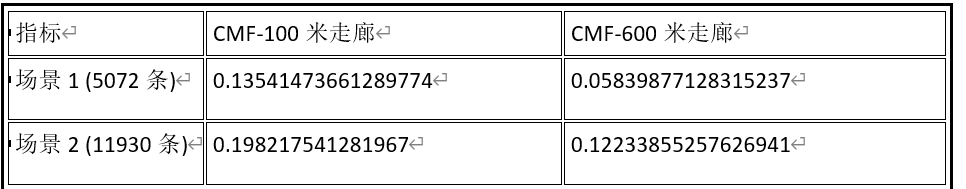 指标 CMF-100 米走廊 CMF-600 米走廊
场景 1 (5072 条) 0.13541473661289774 0.05839877128315237
场景 2 (11930 条) 0.198217541281967 0.12233855257626941